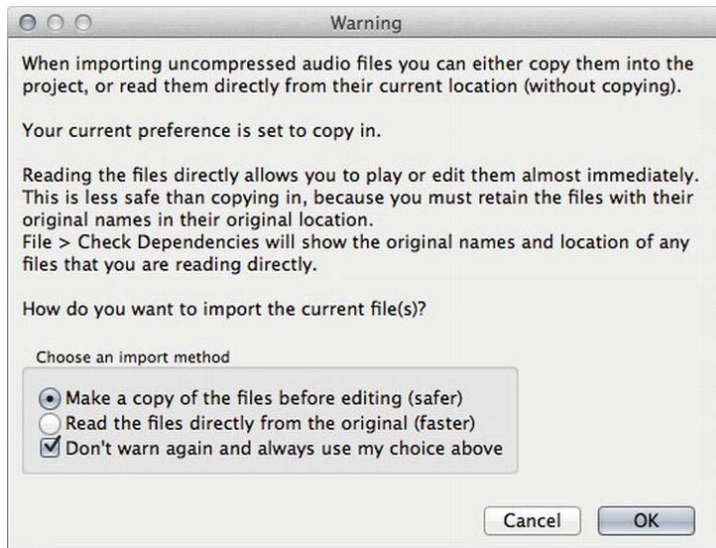 Warning
When importing uncompressed audio files you can either copy them into the
project, or read them directly from their current location (without copying).
Your current preference is set to copy in.
Reading the files directly allows you to play or edit them almost immediately.
This is less safe than copying in, because you must retain the files with their
original names in their original location.
File > Check Dependencies will show the original names and location of any
files that you are reading directly.
How do you want to import the current file(s)?
Choose an import method
Make a copy of the files before editing (safer)
Read the files directly from the original (faster)
Don't warn again and always use my choice above
Cancel OK